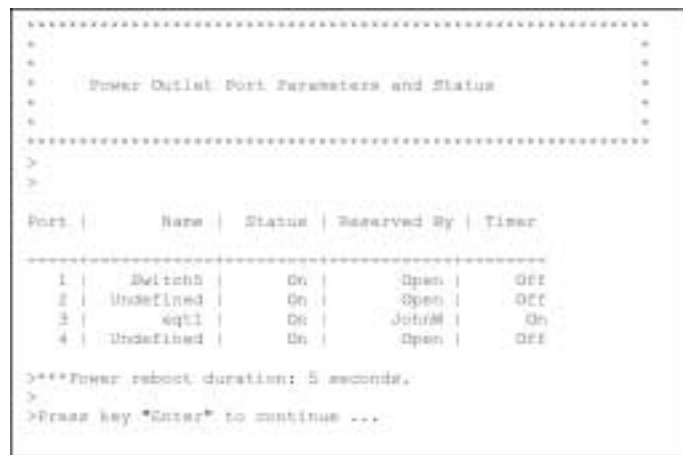 ************************************************************
*                                                          *
*                                                          *
*     Power Outlet Port Parameters and Status              *
*                                                          *
*                                                          *
************************************************************
>
>
Port |       Name |  Status | Reserved By | Timer
------+------------+---------+-------------+--------
1 |    Switch5 |      On |        Open |   Off
2 |  Undefined |      On |        Open |   Off
3 |       eqt1 |      On |       JohnW |    On
4 |  Undefined |      On |        Open |   Off
>***Power reboot duration: 5 seconds.
>
>Press key "Enter" to continue ...